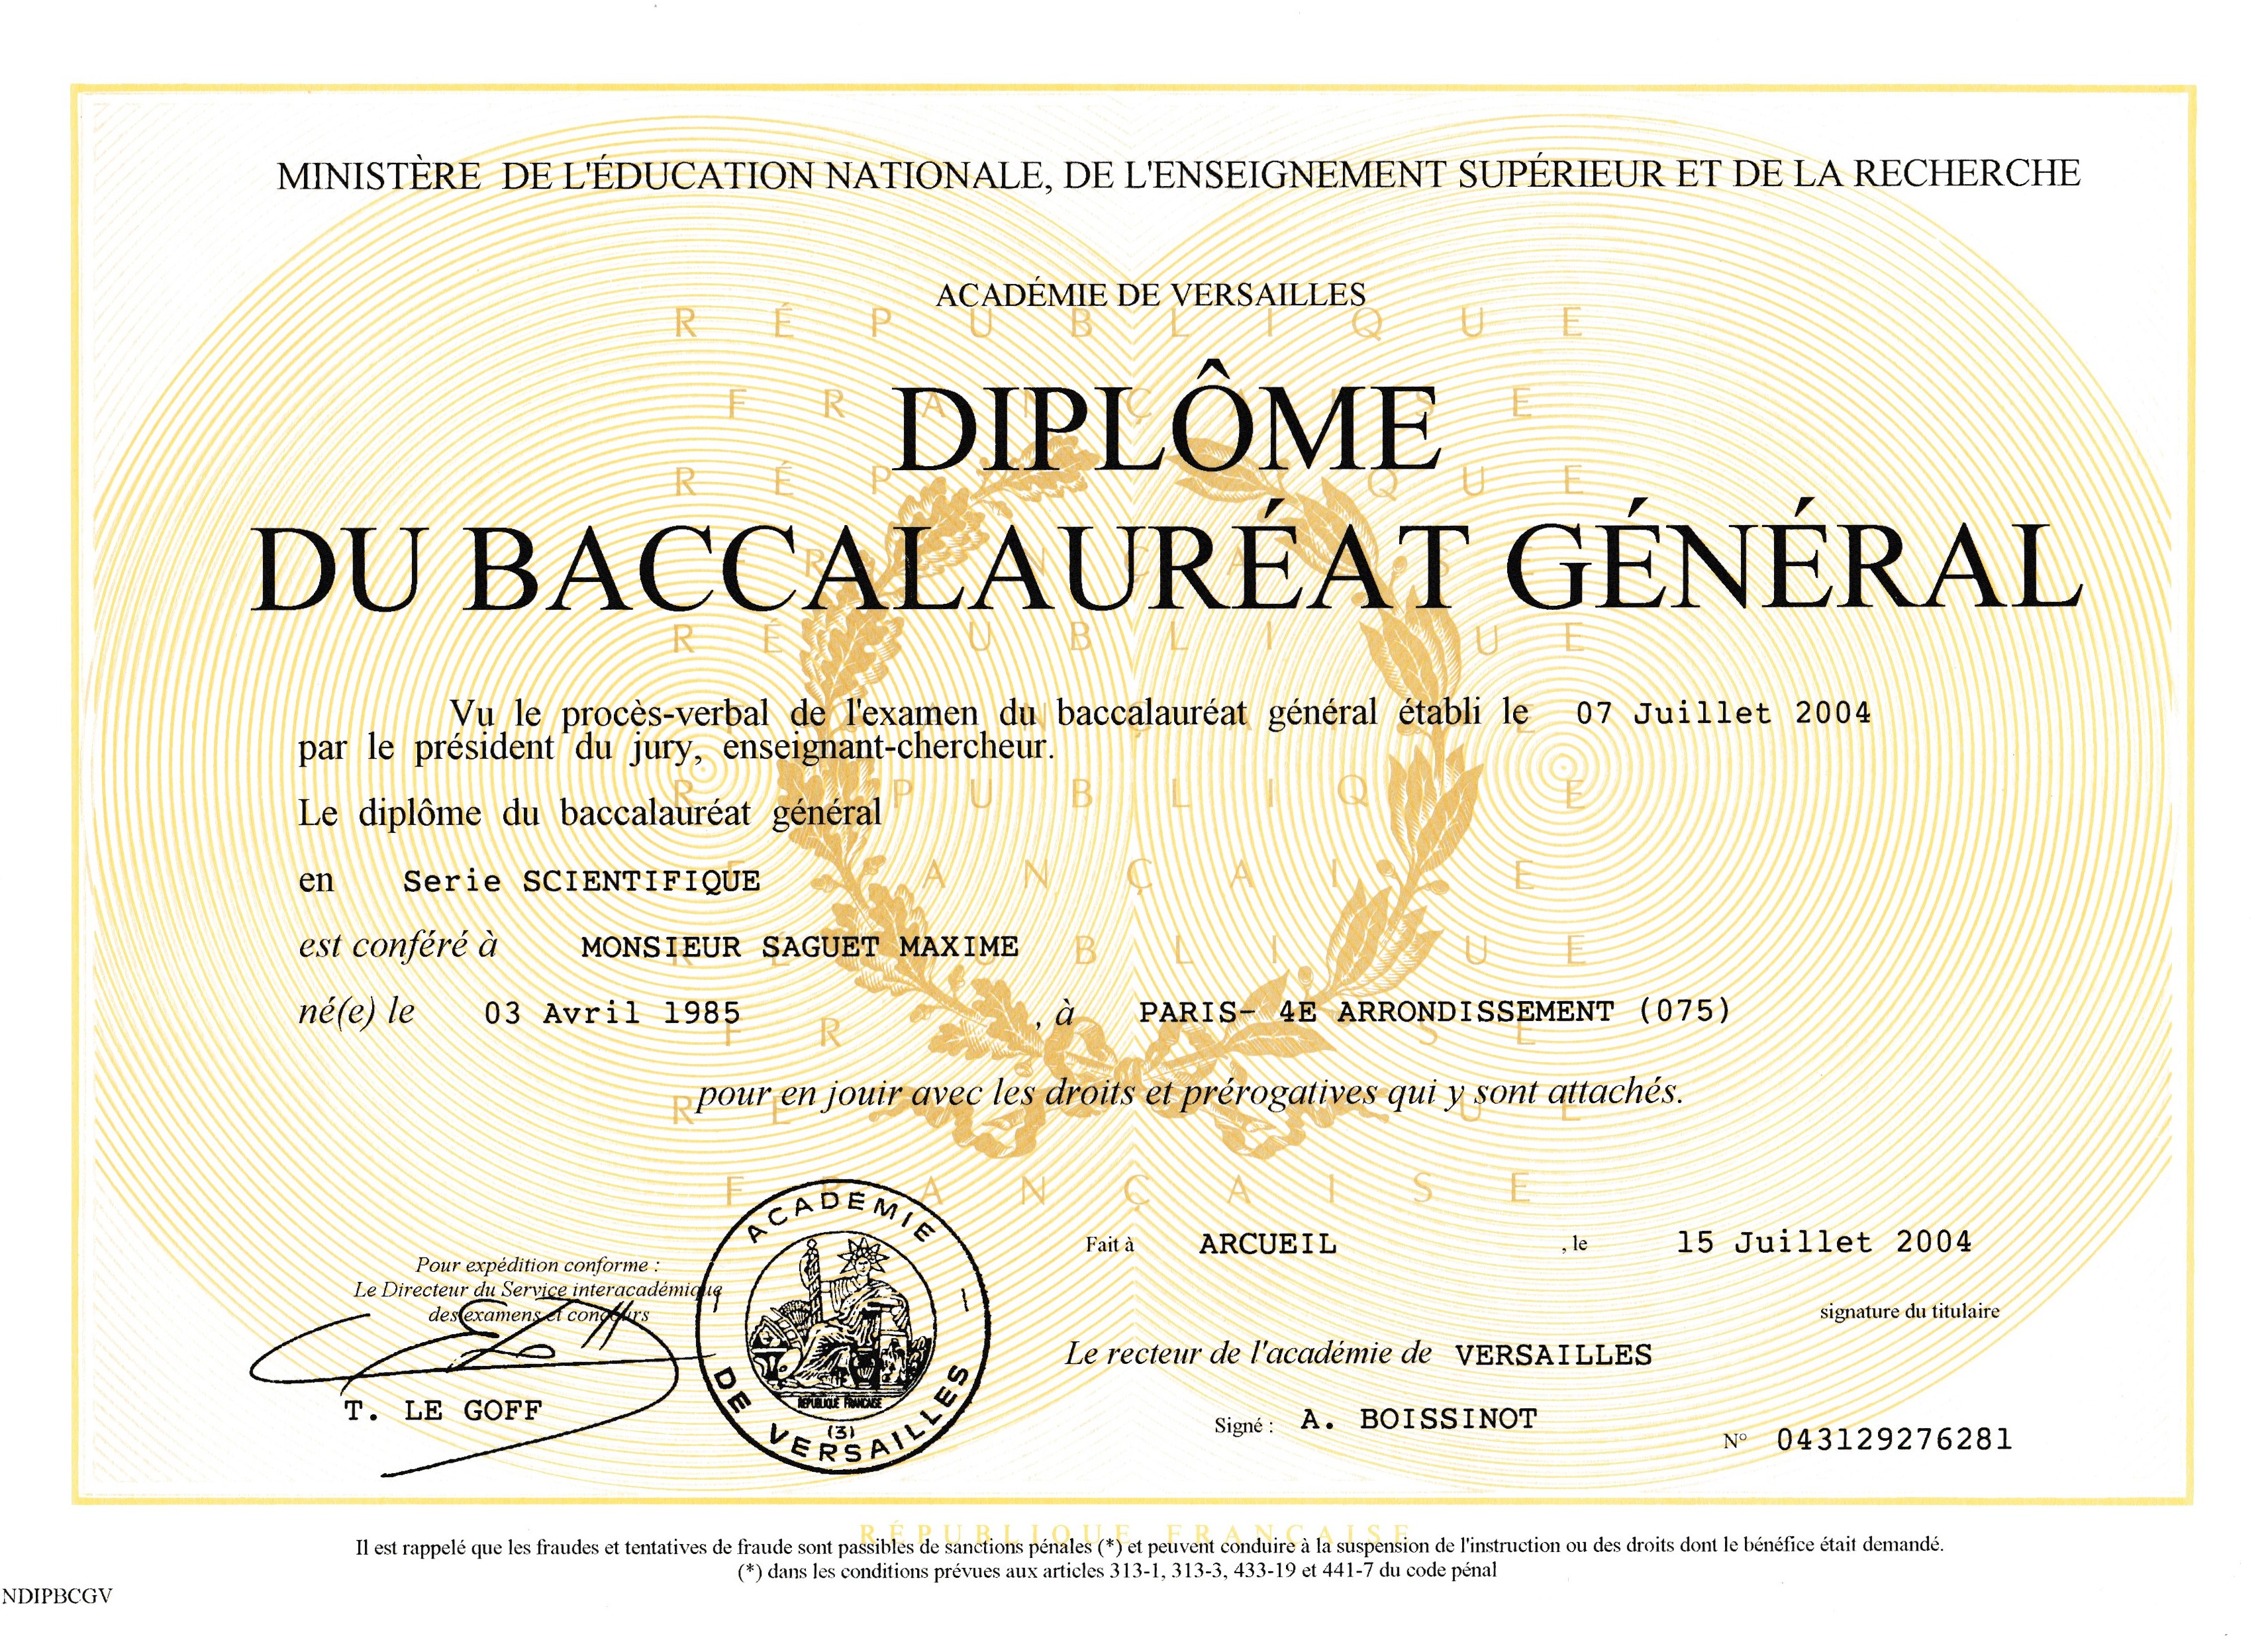 MINISTÈRE DE L'ÉDUCATION NATIONALE, DE L'ENSEIGNEMENT SUPÉRIEUR ET DE LA RECHERCHE
ACADÉMIE DE VERSAILLES
RÉPUBLIQUE
FRANÇAISE
DIPLÔME
DU BACCALAURÉAT GÉNÉRAL
Vu le procès-verbal de l'examen du baccalauréat général établi le 07 Juillet 2004
par le président du jury, enseignant-chercheur.
Le diplôme du baccalauréat général
en Serie SCIENTIFIQUE
est conféré à MONSIEUR SAGUET MAXIME
né(e) le 03 Avril 1985 , à PARIS- 4E ARRONDISSEMENT (075)
pour en jouir avec les droits et prérogatives qui y sont attachés.
FRANÇAISE
Pour expédition conforme :
Le Directeur du Service interacadémique
des examens et concours
T. LE GOFF
ACADEMIE
DE VERSAILLES
REPUBLIQUE FRANCAISE
(3)
Fait à ARCUEIL , le 15 Juillet 2004
signature du titulaire
Le recteur de l'académie de VERSAILLES
Signé : A. BOISSINOT
N° 043129276281
RÉPUBLIQUE FRANÇAISE
Il est rappelé que les fraudes et tentatives de fraude sont passibles de sanctions pénales (*) et peuvent conduire à la suspension de l'instruction ou des droits dont le bénéfice était demandé.
(*) dans les conditions prévues aux articles 313-1, 313-3, 433-19 et 441-7 du code pénal
NDIPBCGV